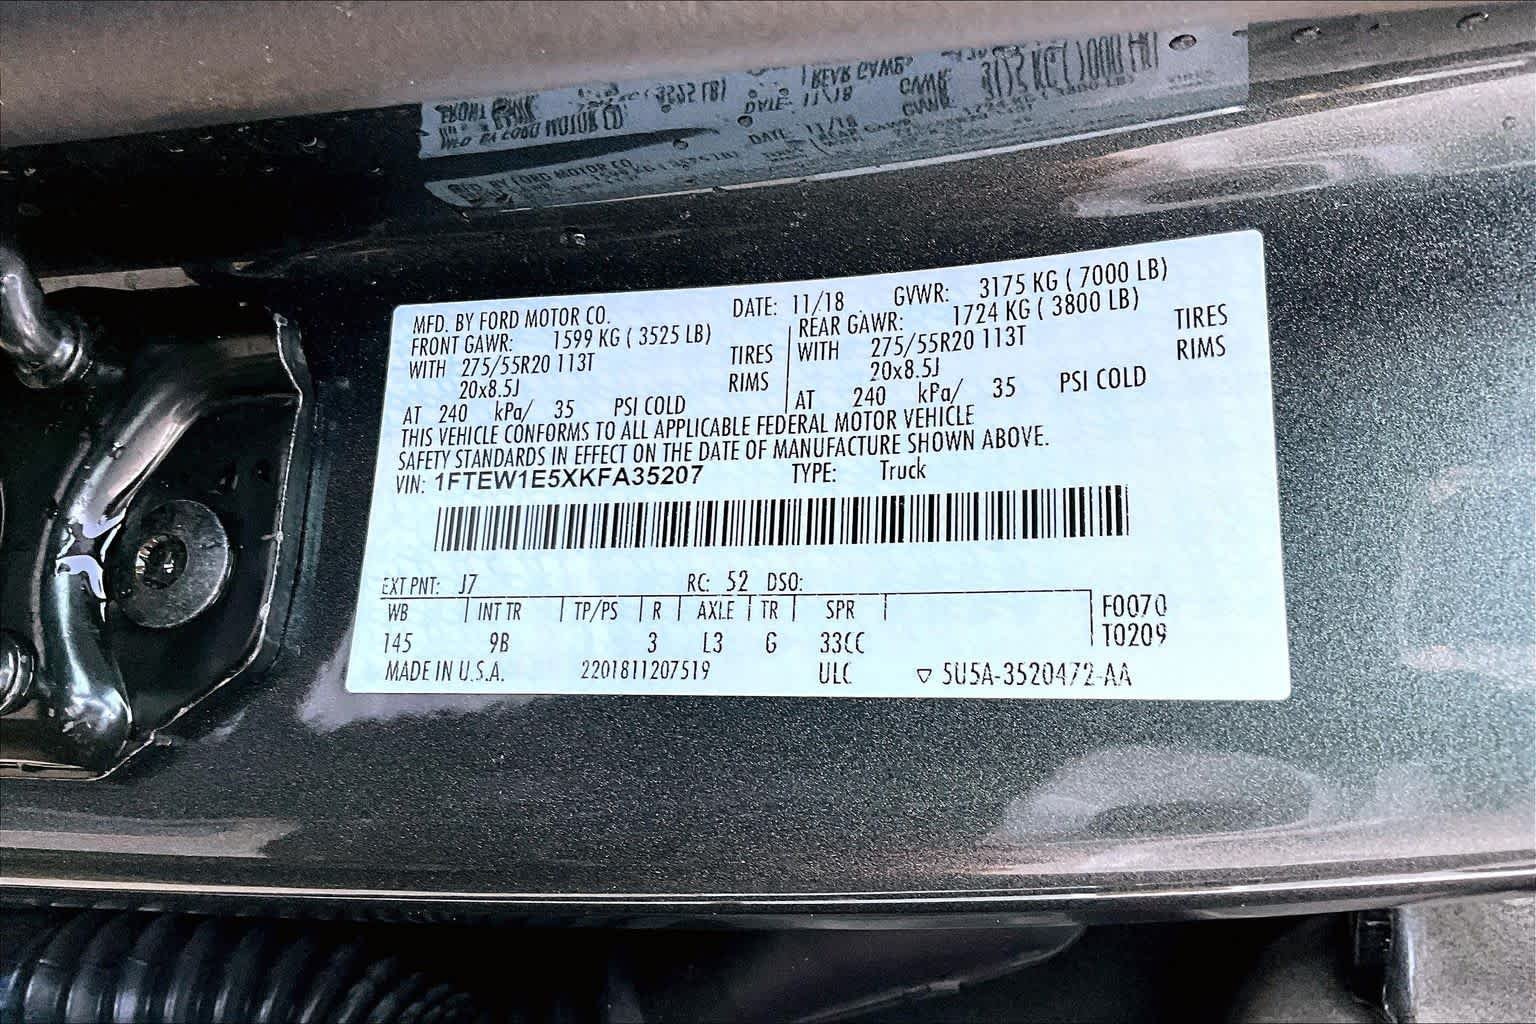 MFD. BY FORD MOTOR CO. DATE: 11/18 GVWR: 3175 KG ( 7000 LB)
FRONT GAWR: 1599 KG ( 3525 LB) REAR GAWR: 1724 KG ( 3800 LB)
WITH 275/55R20 113T TIRES WITH 275/55R20 113T TIRES
20x8.5J RIMS 20x8.5J RIMS
AT 240 kPa/ 35 PSI COLD AT 240 kPa/ 35 PSI COLD
THIS VEHICLE CONFORMS TO ALL APPLICABLE FEDERAL MOTOR VEHICLE
SAFETY STANDARDS IN EFFECT ON THE DATE OF MANUFACTURE SHOWN ABOVE.
VIN: 1FTEW1E5XKFA35207 TYPE: Truck
EXT PNT: J7 RC: 52 DSO:
WB INT TR TP/PS R AXLE TR SPR F0070
145 9B 3 L3 G 33CC T0209
MADE IN U.S.A. 2201811207519 ULC ▽ 5U5A-3520472-AA